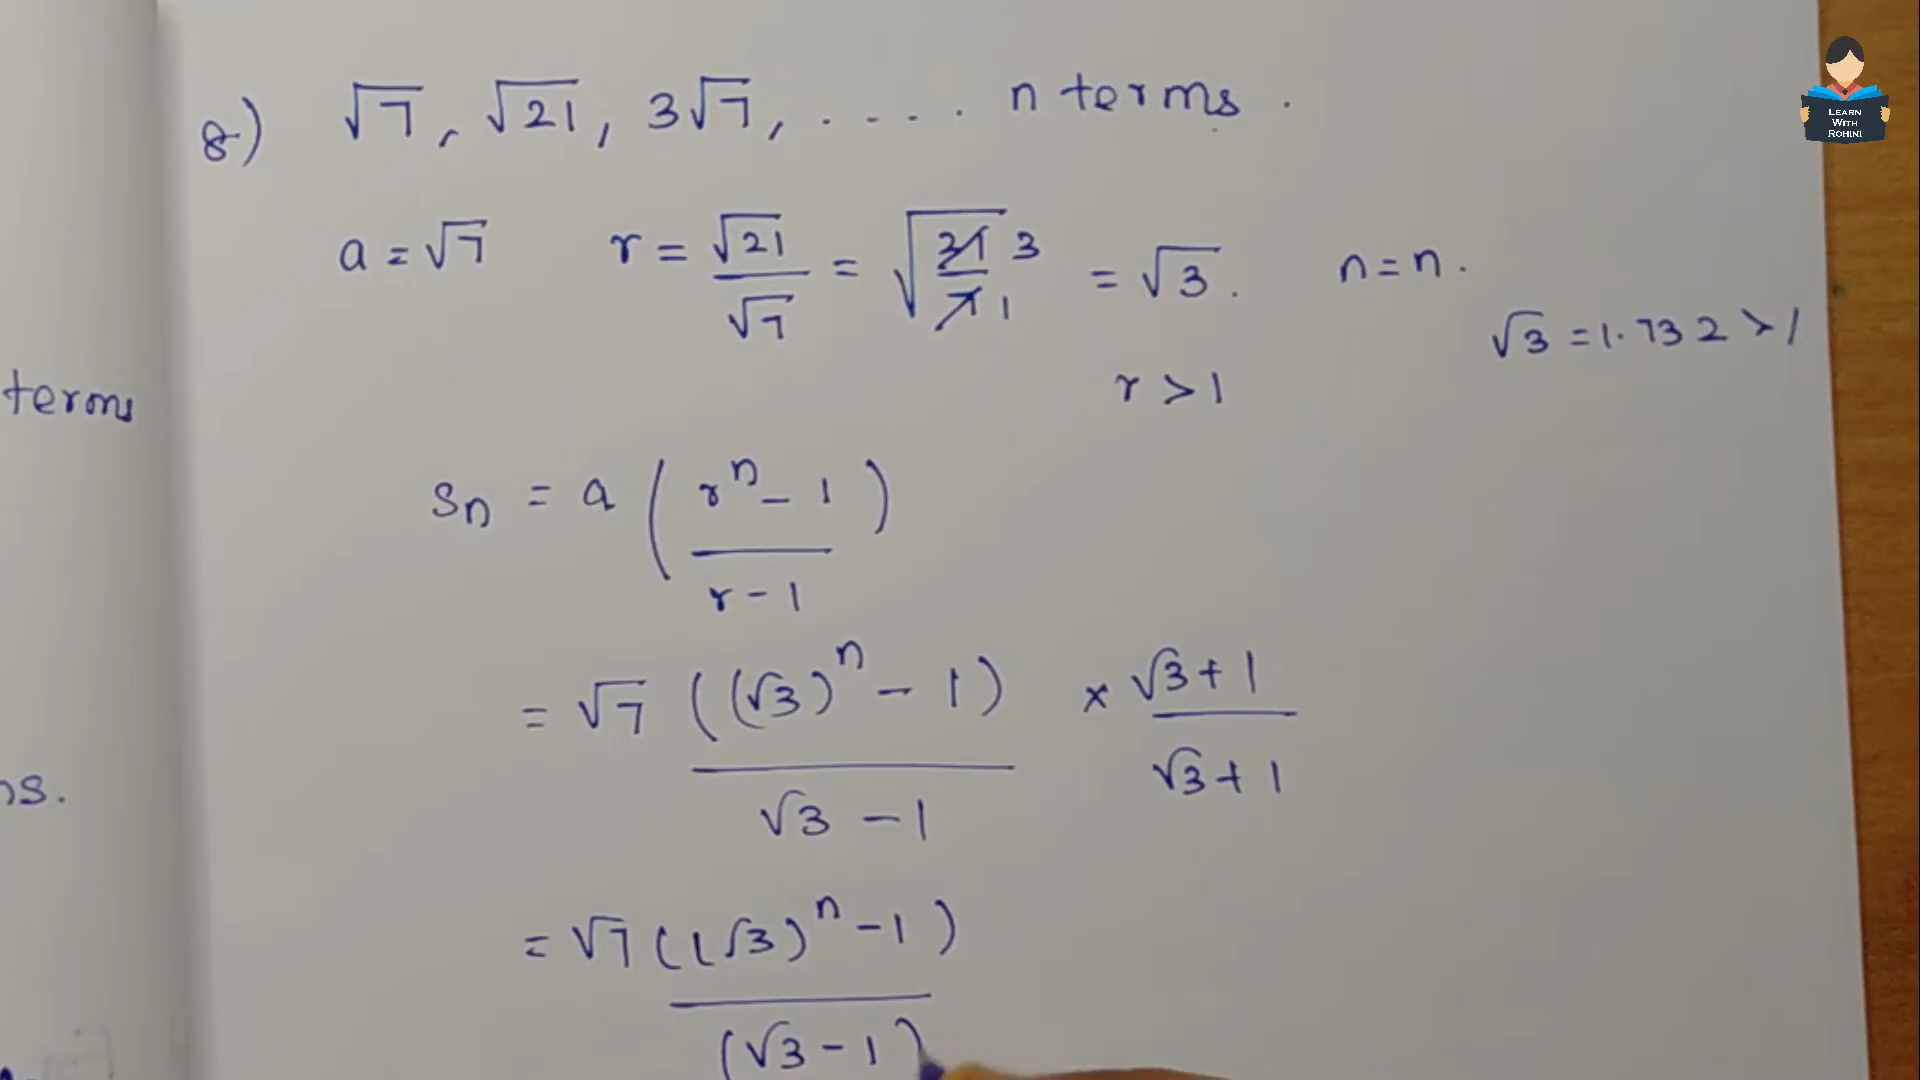 8) √7, √21, 3√7, . . . . n terms.
a = √7 r = √21/√7 = √(21/7) 3 1 = √3. n = n.
√3 = 1.732 > 1
r > 1
terms
Sn = a ( (r^n - 1)/(r - 1) )
= √7 ((√3)^n - 1)/(√3 - 1) × (√3 + 1)/(√3 + 1)
= √7 ((√3)^n - 1)/(√3 - 1)
LEARN
WITH
ROHINI